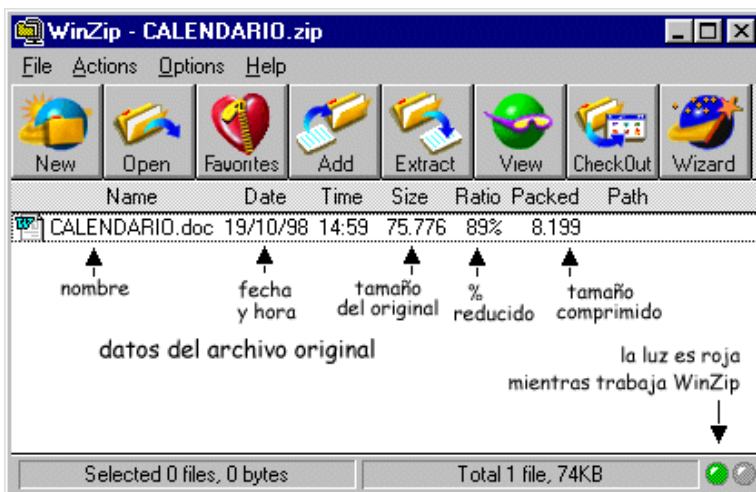 WinZip - CALENDARIO.zip
File Actions Options Help
New Open Favorites Add Extract View CheckOut Wizard
Name Date Time Size Ratio Packed Path
CALENDARIO.doc 19/10/98 14:59 75.776 89% 8.199
nombre fecha tamaño % tamaño
y hora del original reducido comprimido
datos del archivo original
la luz es roja
mientras trabaja WinZip
Selected 0 files, 0 bytes Total 1 file, 74KB